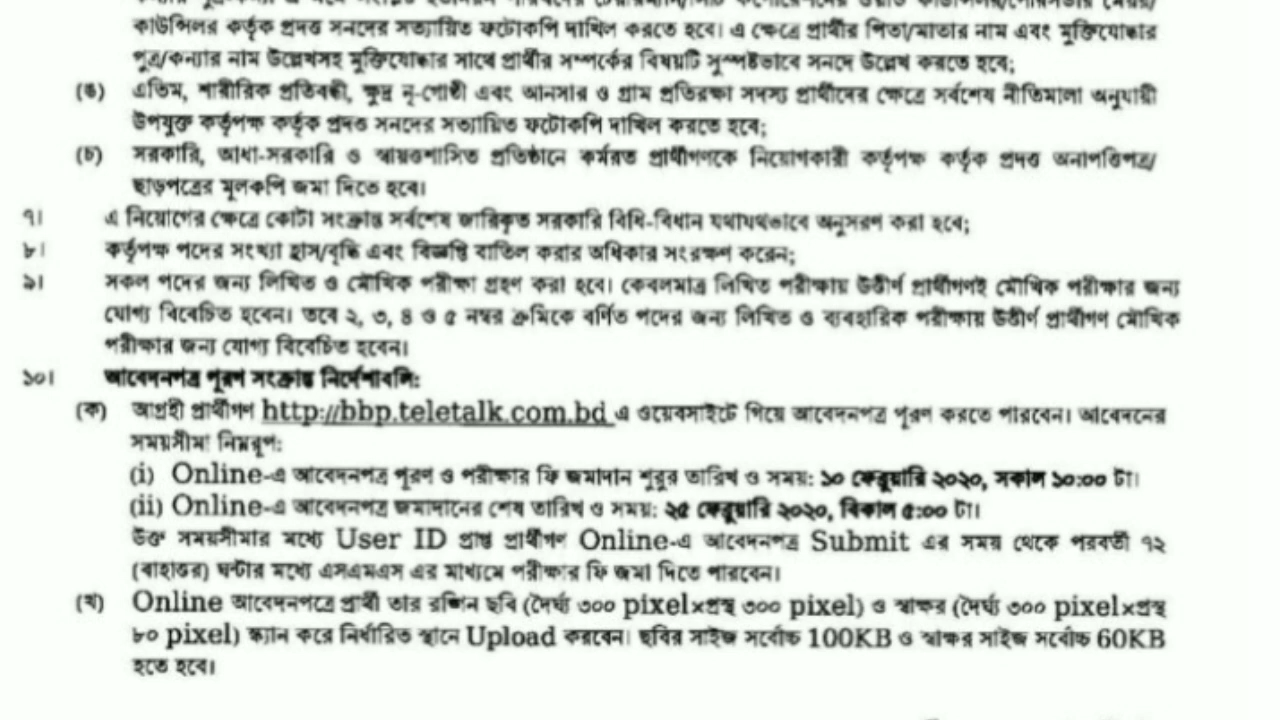 কাউন্সিলর কর্তৃক প্রদত্ত সনদের সত্যায়িত ফটোকপি দাখিল করতে হবে। এ ক্ষেত্রে প্রার্থীর পিতা/মাতার নাম এবং মুক্তিযোদ্ধার
পুত্র/কন্যার নাম উল্লেখসহ মুক্তিযোদ্ধার সাথে প্রার্থীর সম্পর্কের বিষয়টি সুস্পষ্টভাবে সনদে উল্লেখ করতে হবে;
(ঙ) এতিম, শারীরিক প্রতিবন্ধী, ক্ষুদ্র নৃ-গোষ্ঠী এবং আনসার ও গ্রাম প্রতিরক্ষা সদস্য প্রার্থীদের ক্ষেত্রে সর্বশেষ নীতিমালা অনুযায়ী
উপযুক্ত কর্তৃপক্ষ কর্তৃক প্রদত্ত সনদের সত্যায়িত ফটোকপি দাখিল করতে হবে;
(চ) সরকারি, আধা-সরকারি ও স্বায়ত্তশাসিত প্রতিষ্ঠানে কর্মরত প্রার্থীগণকে নিয়োগকারী কর্তৃপক্ষ কর্তৃক প্রদত্ত অনাপত্তিপত্র/
ছাড়পত্রের মূলকপি জমা দিতে হবে।
৭। এ নিয়োগের ক্ষেত্রে কোটা সংক্রান্ত সর্বশেষ জারিকৃত সরকারি বিধি-বিধান যথাযথভাবে অনুসরণ করা হবে;
৮। কর্তৃপক্ষ পদের সংখ্যা হ্রাস/বৃদ্ধি এবং বিজ্ঞপ্তি বাতিল করার অধিকার সংরক্ষণ করেন;
৯। সকল পদের জন্য লিখিত ও মৌখিক পরীক্ষা গ্রহণ করা হবে। কেবলমাত্র লিখিত পরীক্ষায় উত্তীর্ণ প্রার্থীগণই মৌখিক পরীক্ষার জন্য
যোগ্য বিবেচিত হবেন। তবে ২, ৩, ৪ ও ৫ নম্বর ক্রমিকে বর্ণিত পদের জন্য লিখিত ও ব্যবহারিক পরীক্ষায় উত্তীর্ণ প্রার্থীগণ মৌখিক
পরীক্ষার জন্য যোগ্য বিবেচিত হবেন।
১০। আবেদনপত্র পূরণ সংক্রান্ত নির্দেশাবলি:
(ক) আগ্রহী প্রার্থীগণ http://bbp.teletalk.com.bd এ ওয়েবসাইটে গিয়ে আবেদনপত্র পূরণ করতে পারবেন। আবেদনের
সময়সীমা নিম্নরূপ:
(i) Online-এ আবেদনপত্র পূরণ ও পরীক্ষার ফি জমাদান শুরুর তারিখ ও সময়: ১০ ফেব্রুয়ারি ২০২০, সকাল ১০:০০ টা।
(ii) Online-এ আবেদনপত্র জমাদানের শেষ তারিখ ও সময়: ২৫ ফেব্রুয়ারি ২০২০, বিকাল ৫:০০ টা।
উক্ত সময়সীমার মধ্যে User ID প্রাপ্ত প্রার্থীগণ Online-এ আবেদনপত্র Submit এর সময় থেকে পরবর্তী ৭২
(বাহাত্তর) ঘন্টার মধ্যে এসএমএস এর মাধ্যমে পরীক্ষার ফি জমা দিতে পারবেন।
(খ) Online আবেদনপত্রে প্রার্থী তার রঙ্গিন ছবি (দৈর্ঘ্য ৩০০ pixel×প্রস্থ ৩০০ pixel) ও স্বাক্ষর (দৈর্ঘ্য ৩০০ pixel×প্রস্থ
৮০ pixel) স্ক্যান করে নির্ধারিত স্থানে Upload করবেন। ছবির সাইজ সর্বোচ্চ 100KB ও স্বাক্ষর সাইজ সর্বোচ্চ 60KB
হতে হবে।